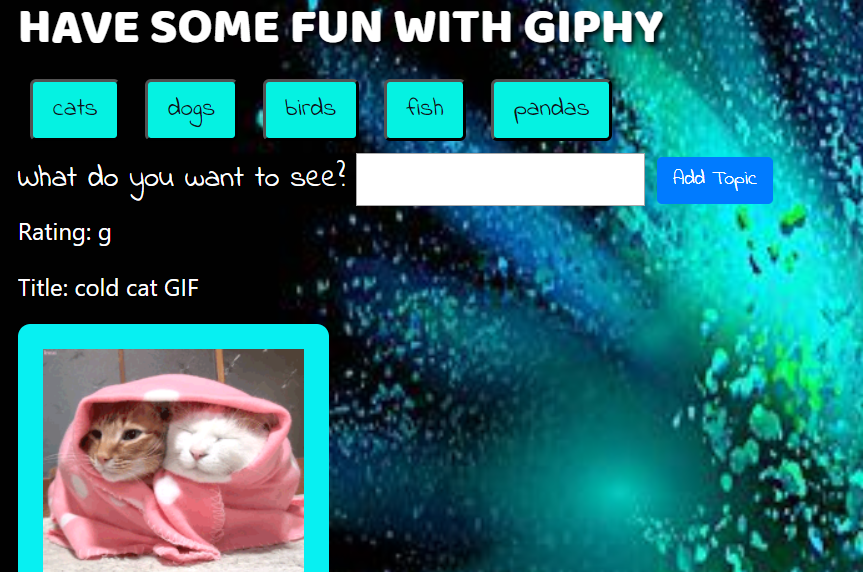 HAVE SOME FUN WITH GIPHY
cats dogs birds fish pandas
What do you want to see? Add Topic
Rating: g
Title: cold cat GIF